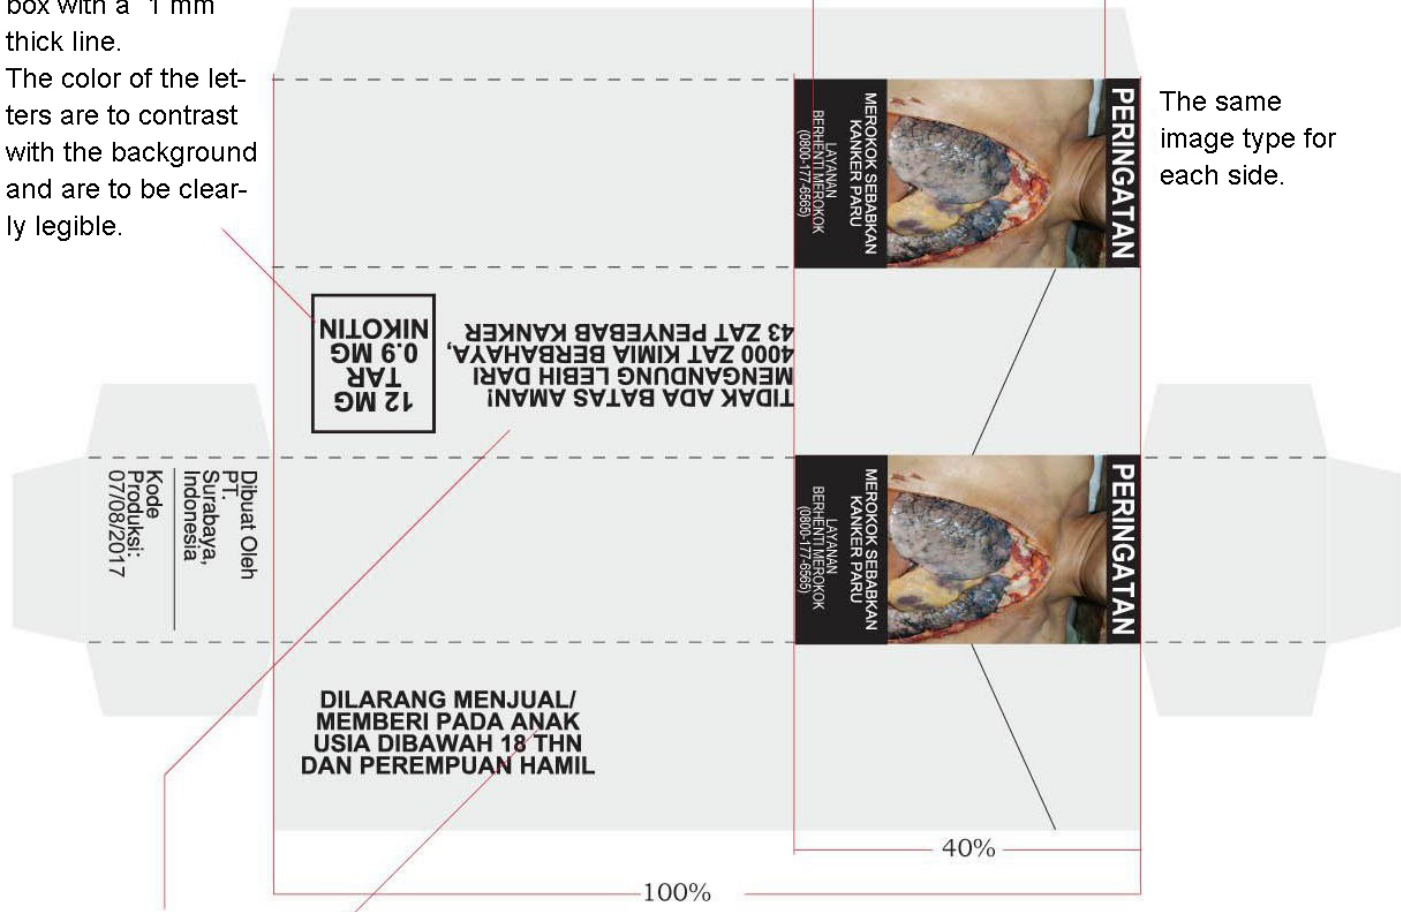 box with a 1 mm
thick line.
The color of the let-
ters are to contrast
with the background
and are to be clear-
ly legible.
PERINGATAN
MEROKOK SEBABKAN
KANKER PARU
LAYANAN
BERHENTI MEROKOK
(0800-177-6565)
The same
image type for
each side.
12 MG
TAR
0.9 MG
NIKOTIN
TIDAK ADA BATAS AMAN!
MENGANDUNG LEBIH DARI
4000 ZAT KIMIA BERBAHAYA,
43 ZAT PENYEBAB KANKER
Dibuat Oleh
PT.
Surabaya,
Indonesia
Kode
Produksi:
07/08/2017
PERINGATAN
MEROKOK SEBABKAN
KANKER PARU
LAYANAN
BERHENTI MEROKOK
(0800-177-6565)
DILARANG MENJUAL/
MEMBERI PADA ANAK
USIA DIBAWAH 18 THN
DAN PEREMPUAN HAMIL
40%
100%